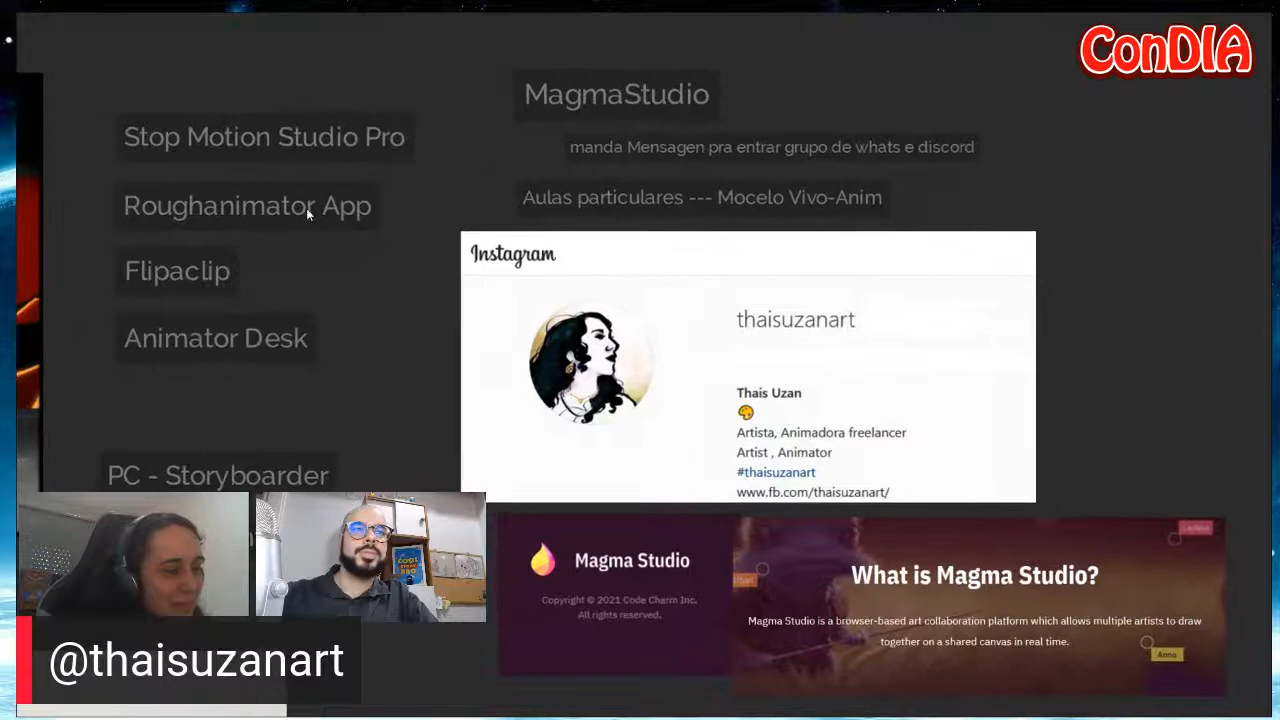 ConDIA
Stop Motion Studio Pro
Roughanimator App
Flipaclip
Animator Desk
PC - Storyboarder
MagmaStudio
manda Mensagen pra entrar grupo de whats e discord
Aulas particulares --- Mocelo Vivo-Anim
Instagram
thaisuzanart
Thais Uzan
Artista, Animadora freelancer
Artist , Animator
#thaisuzanart
www.fb.com/thaisuzanart/
Magma Studio
Copyright © 2021 Code Charm Inc.
All rights reserved.
What is Magma Studio?
Magma Studio is a browser-based art collaboration platform which allows multiple artists to draw
together on a shared canvas in real time.
Anna
@thaisuzanart